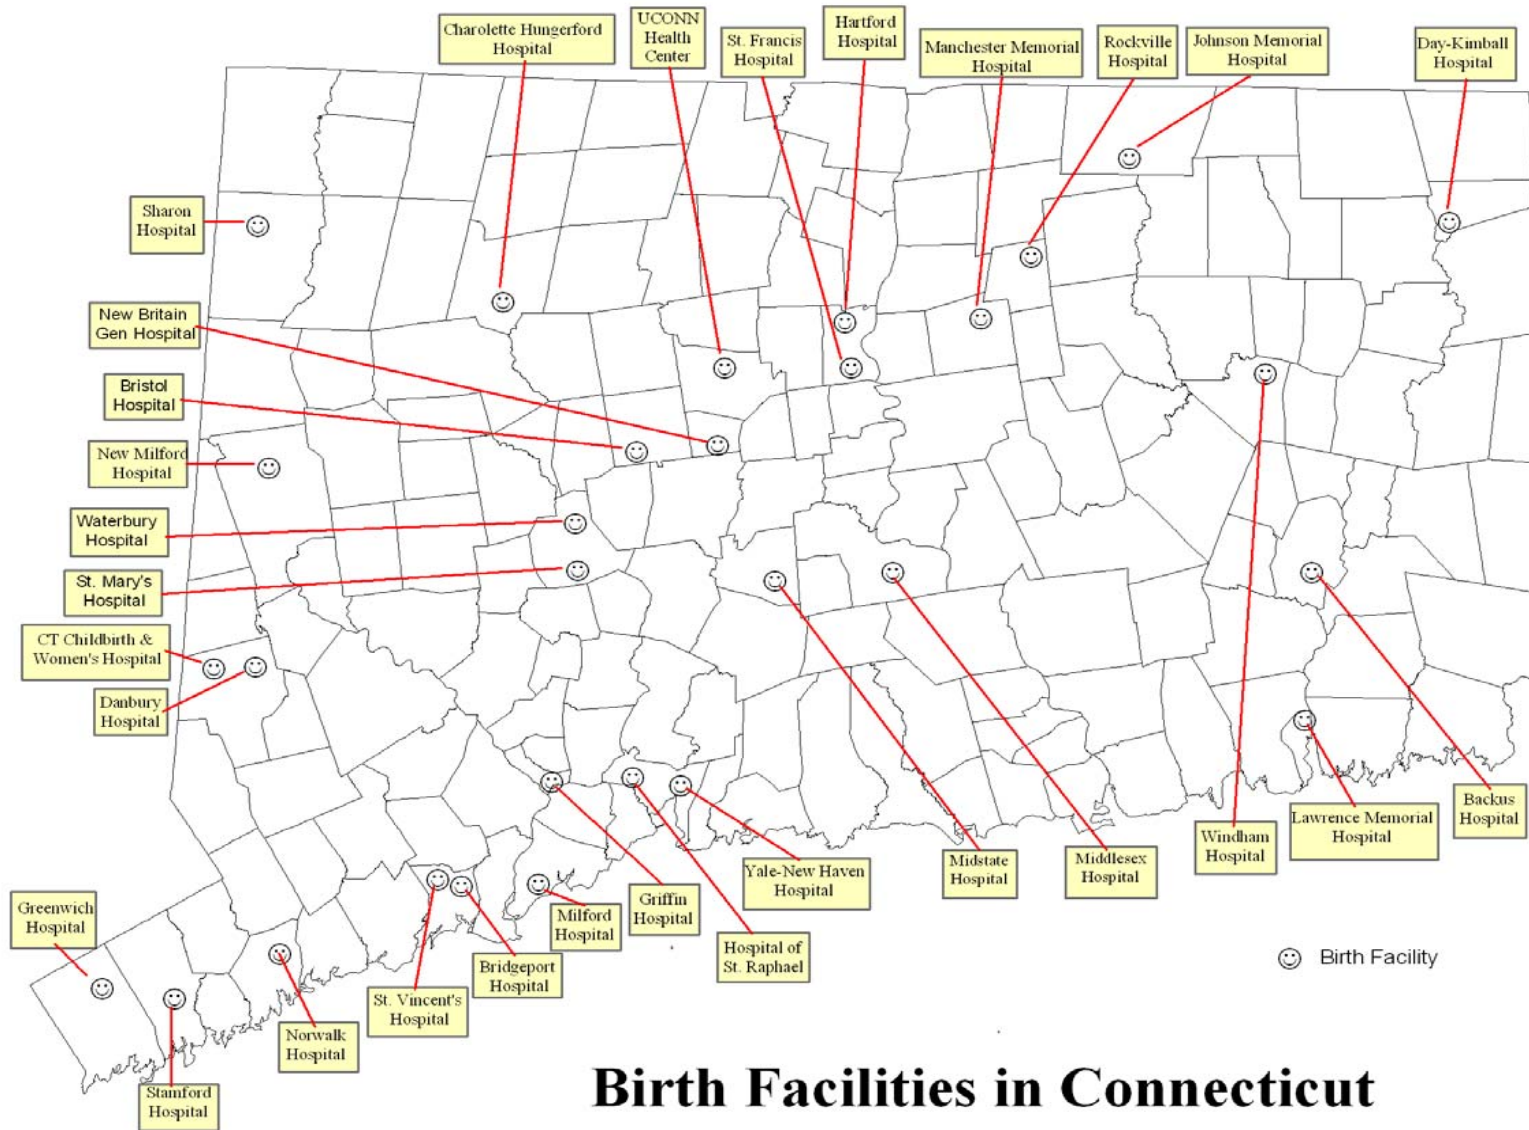 Charolette Hungerford
Hospital
UCONN
Health
Center
St. Francis
Hospital
Hartford
Hospital
Manchester Memorial
Hospital
Rockville
Hospital
Johnson Memorial
Hospital
Day-Kimball
Hospital
Sharon
Hospital
New Britain
Gen Hospital
Bristol
Hospital
New Milford
Hospital
Waterbury
Hospital
St. Mary's
Hospital
CT Childbirth &
Women's Hospital
Danbury
Hospital
Greenwich
Hospital
Stamford
Hospital
Norwalk
Hospital
St. Vincent's
Hospital
Bridgeport
Hospital
Milford
Hospital
Griffin
Hospital
Hospital of
St. Raphael
Yale-New Haven
Hospital
Midstate
Hospital
Middlesex
Hospital
Windham
Hospital
Lawrence Memorial
Hospital
Backus
Hospital
Birth Facility
Birth Facilities in Connecticut